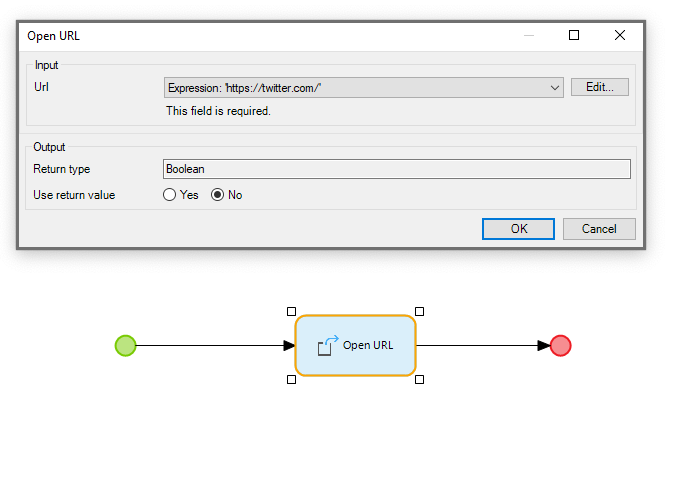 Open URL
Input
Url
Expression: 'https://twitter.com/'
Edit...
This field is required.
Output
Return type
Boolean
Use return value
Yes
No
OK
Cancel
Open URL